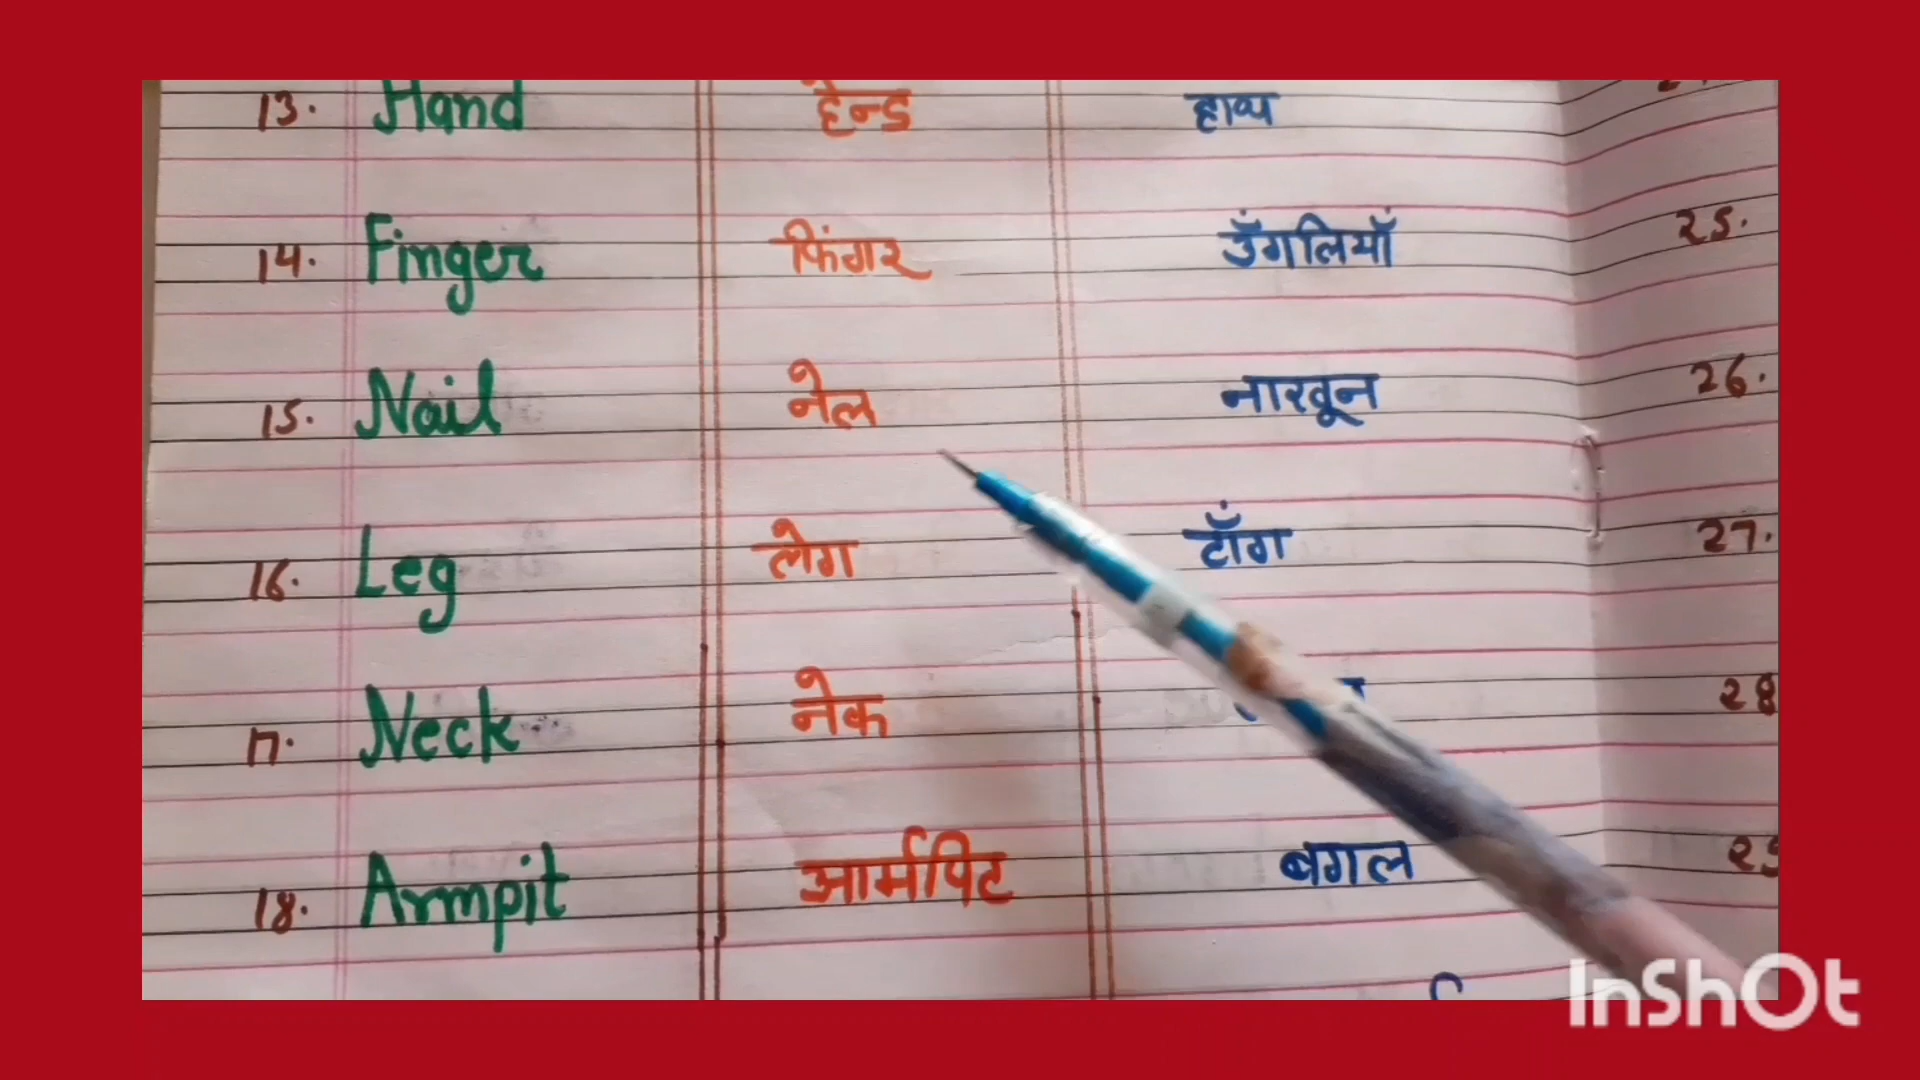 13. Hand हेन्ड हाथ
14. Finger फिंगर उँगलियाँ 25.
15. Nail नेल नाखून 26.
16. Leg लेग टाँग 27.
17. Neck नेक 28
18. Armpit आर्मपिट बगल
InShOt